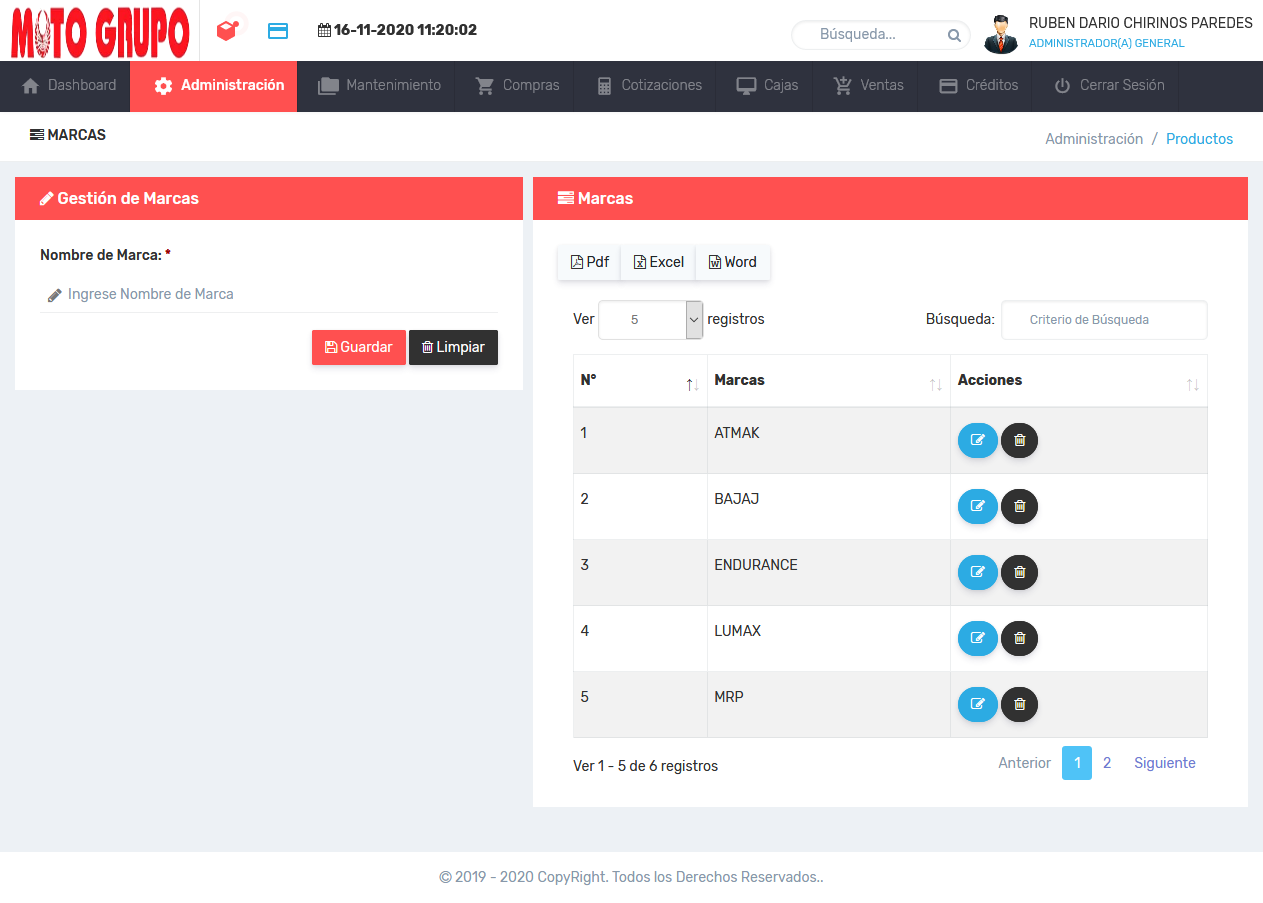 MOTO GRUPO
16-11-2020 11:20:02
Búsqueda...
RUBEN DARIO CHIRINOS PAREDES
ADMINISTRADOR(A) GENERAL
Dashboard Administración Mantenimiento Compras Cotizaciones Cajas Ventas Créditos Cerrar Sesión
MARCAS
Administración / Productos
Gestión de Marcas
Nombre de Marca: *
Ingrese Nombre de Marca
Guardar Limpiar
Marcas
Pdf Excel Word
Ver 5 registros
Búsqueda: Criterio de Búsqueda
N° Marcas Acciones
1 ATMAK
2 BAJAJ
3 ENDURANCE
4 LUMAX
5 MRP
Ver 1 - 5 de 6 registros
Anterior 1 2 Siguiente
© 2019 - 2020 CopyRight. Todos los Derechos Reservados..